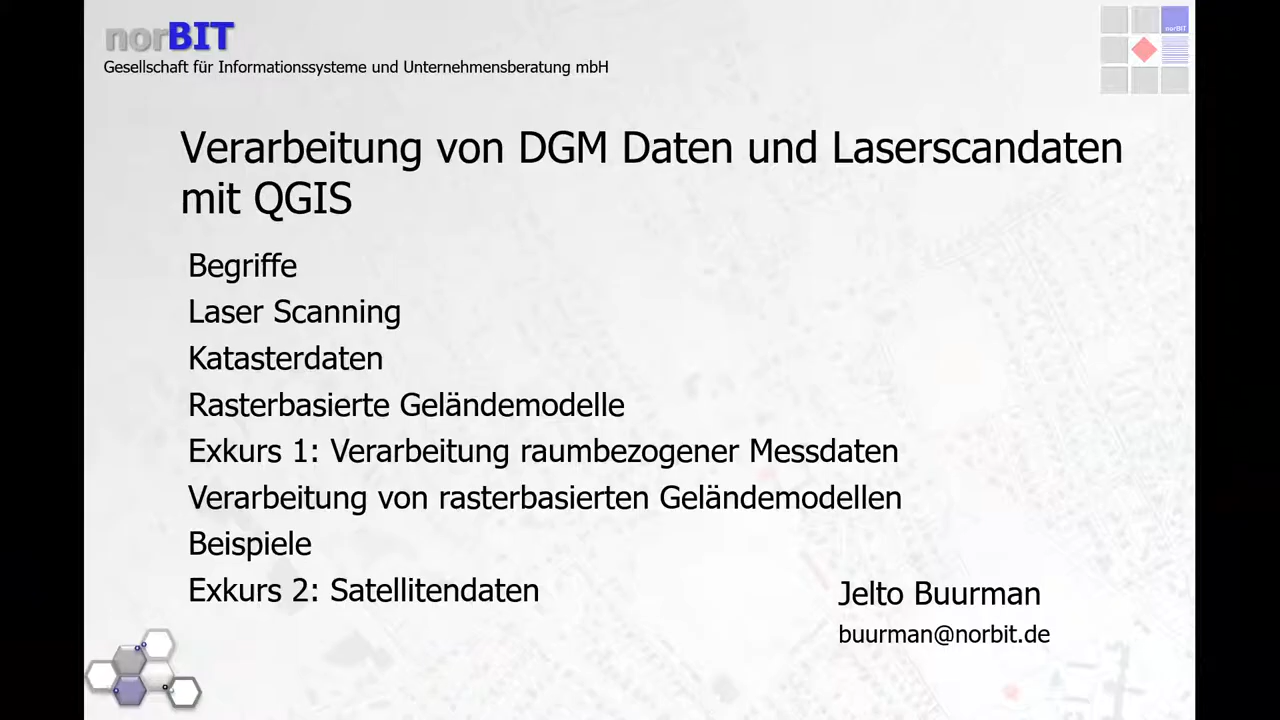 norBIT
Gesellschaft für Informationssysteme und Unternehmensberatung mbH
norBIT
Verarbeitung von DGM Daten und Laserscandaten
mit QGIS
Begriffe
Laser Scanning
Katasterdaten
Rasterbasierte Geländemodelle
Exkurs 1: Verarbeitung raumbezogener Messdaten
Verarbeitung von rasterbasierten Geländemodellen
Beispiele
Exkurs 2: Satellitendaten
Jelto Buurman
buurman@norbit.de